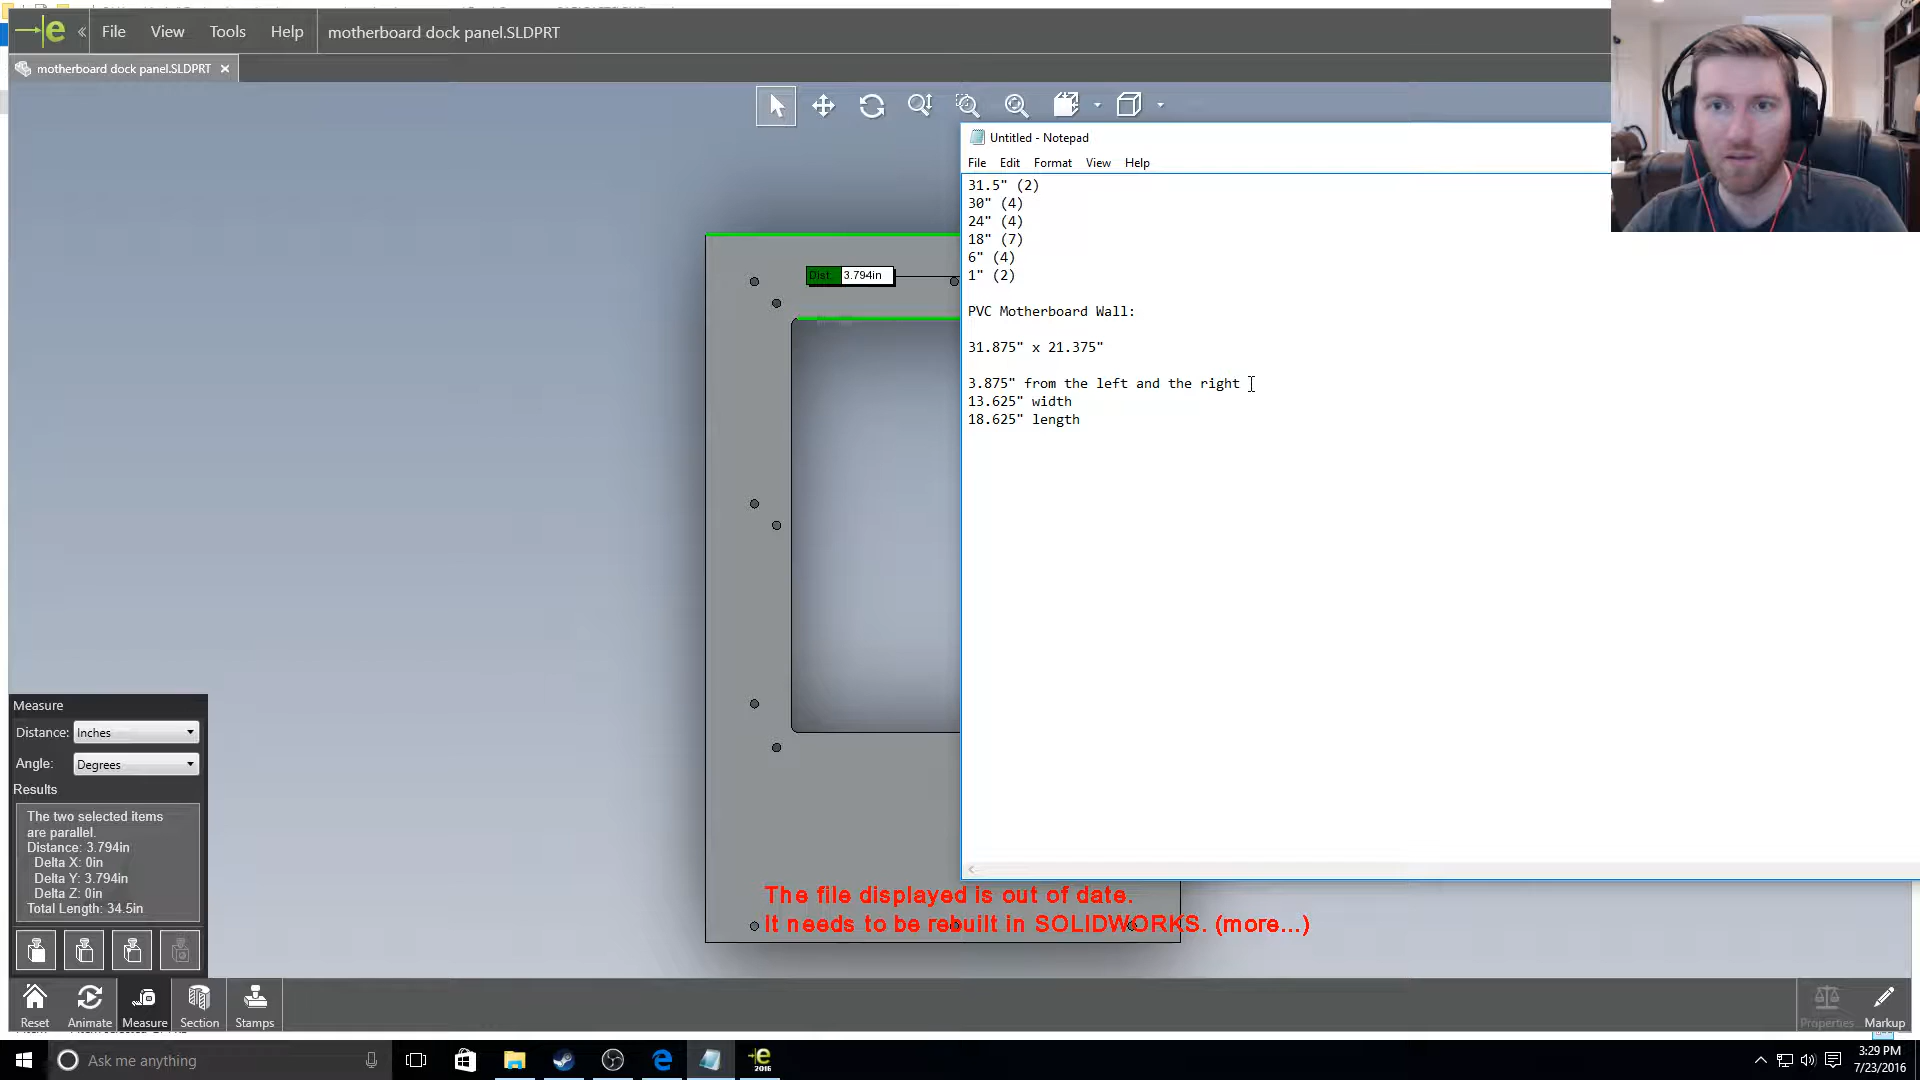 File View Tools Help motherboard dock panel.SLDPRT
motherboard dock panel.SLDPRT
Untitled - Notepad
File Edit Format View Help
31.5" (2)
30" (4)
24" (4)
18" (7)
6" (4)
1" (2)
PVC Motherboard Wall:
31.875" x 21.375"
3.875" from the left and the right
13.625" width
18.625" length
Dist: 3.794in
Measure
Distance: Inches
Angle: Degrees
Results
The two selected items
are parallel.
Distance: 3.794in
Delta X: 0in
Delta Y: 3.794in
Delta Z: 0in
Total Length: 34.5in
The file displayed is out of date.
It needs to be rebuilt in SOLIDWORKS. (more...)
Reset Animate Measure Section Stamps Properties Markup
Ask me anything
e 2016
3:29 PM
7/23/2016